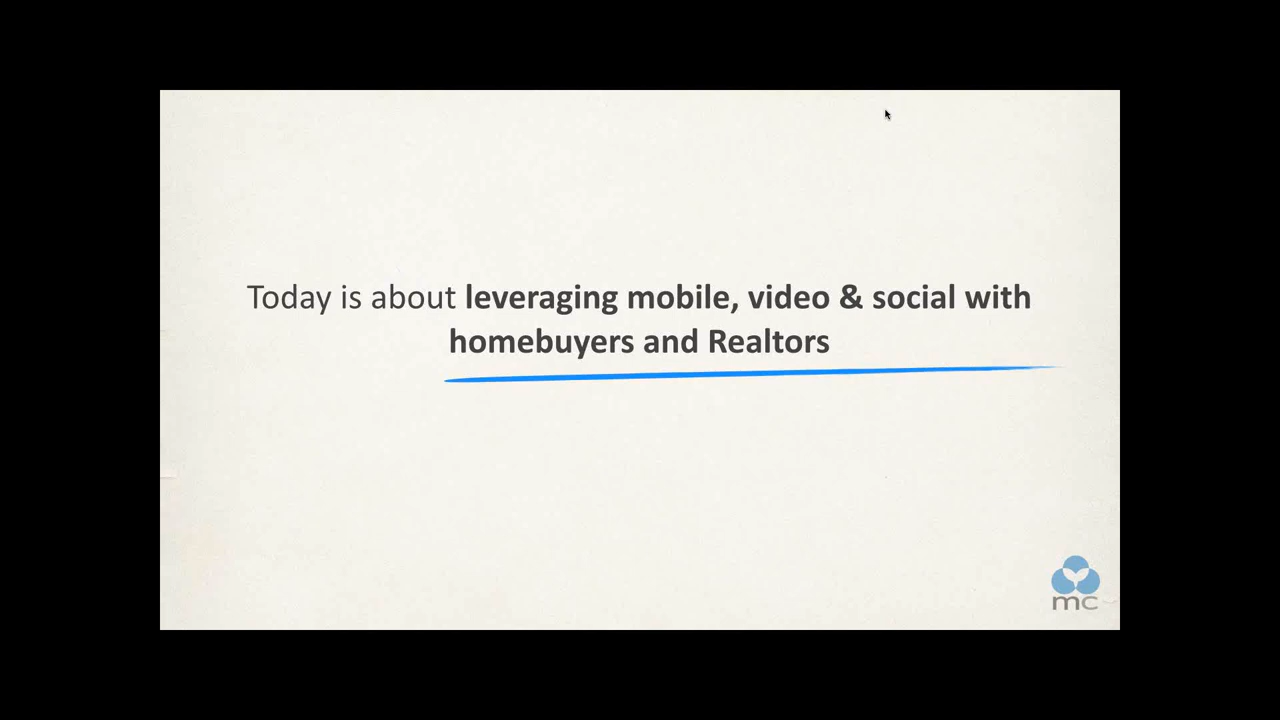 Today is about leveraging mobile, video & social with
homebuyers and Realtors
mc